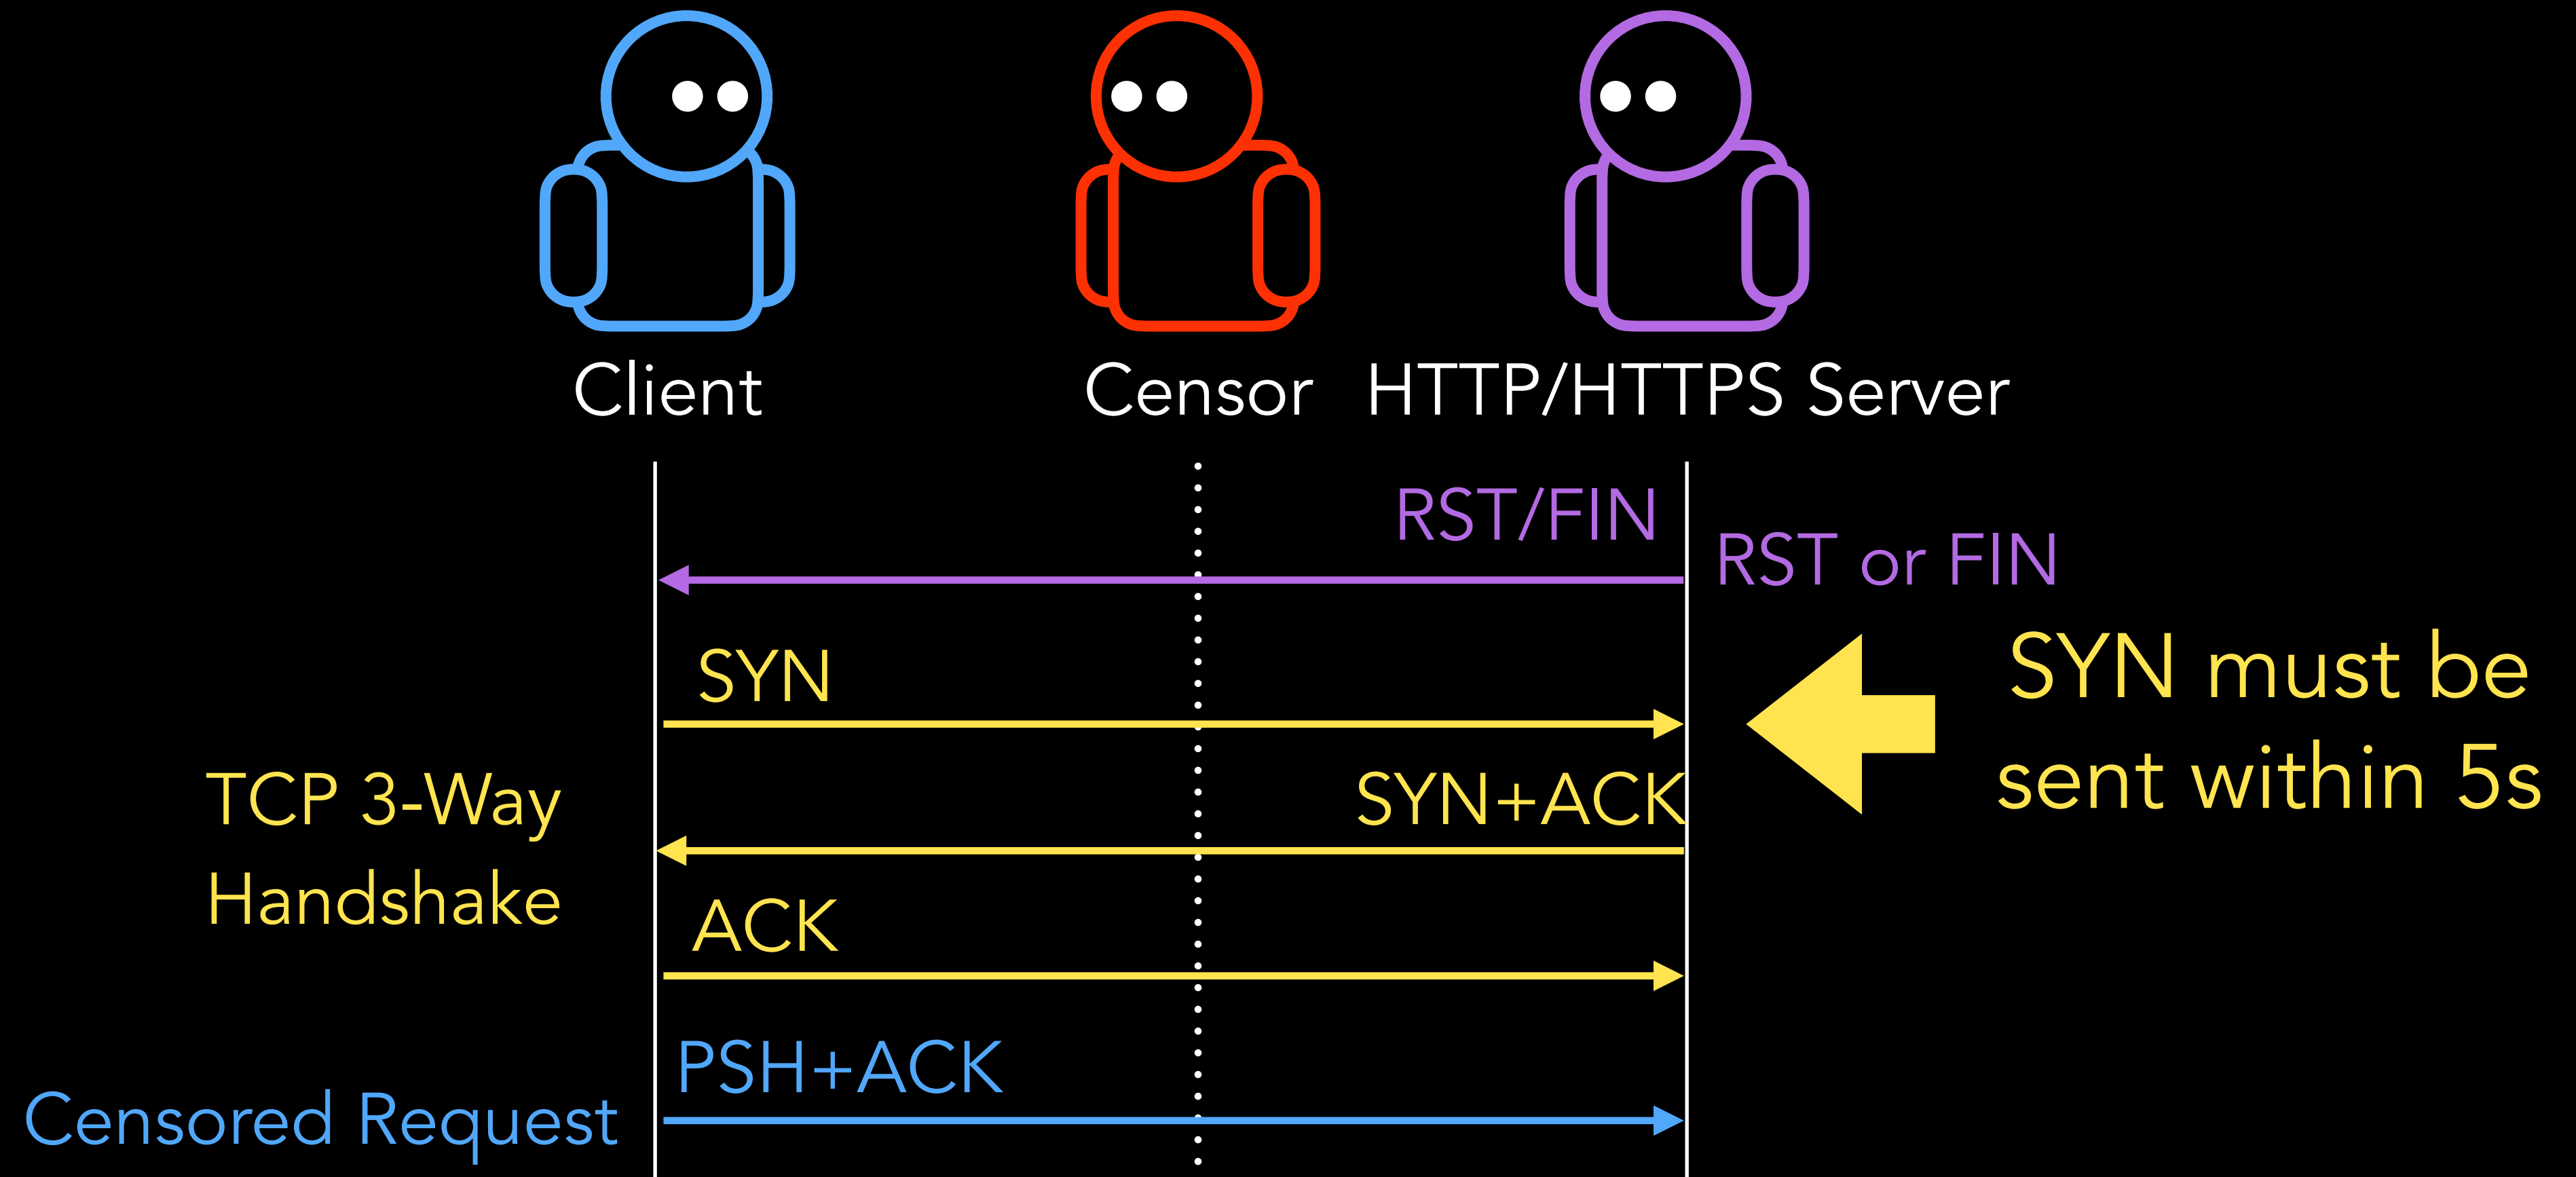 Client
Censor
HTTP/HTTPS Server
RST/FIN
RST or FIN
SYN
SYN must be
sent within 5s
TCP 3-Way
Handshake
SYN+ACK
ACK
PSH+ACK
Censored Request